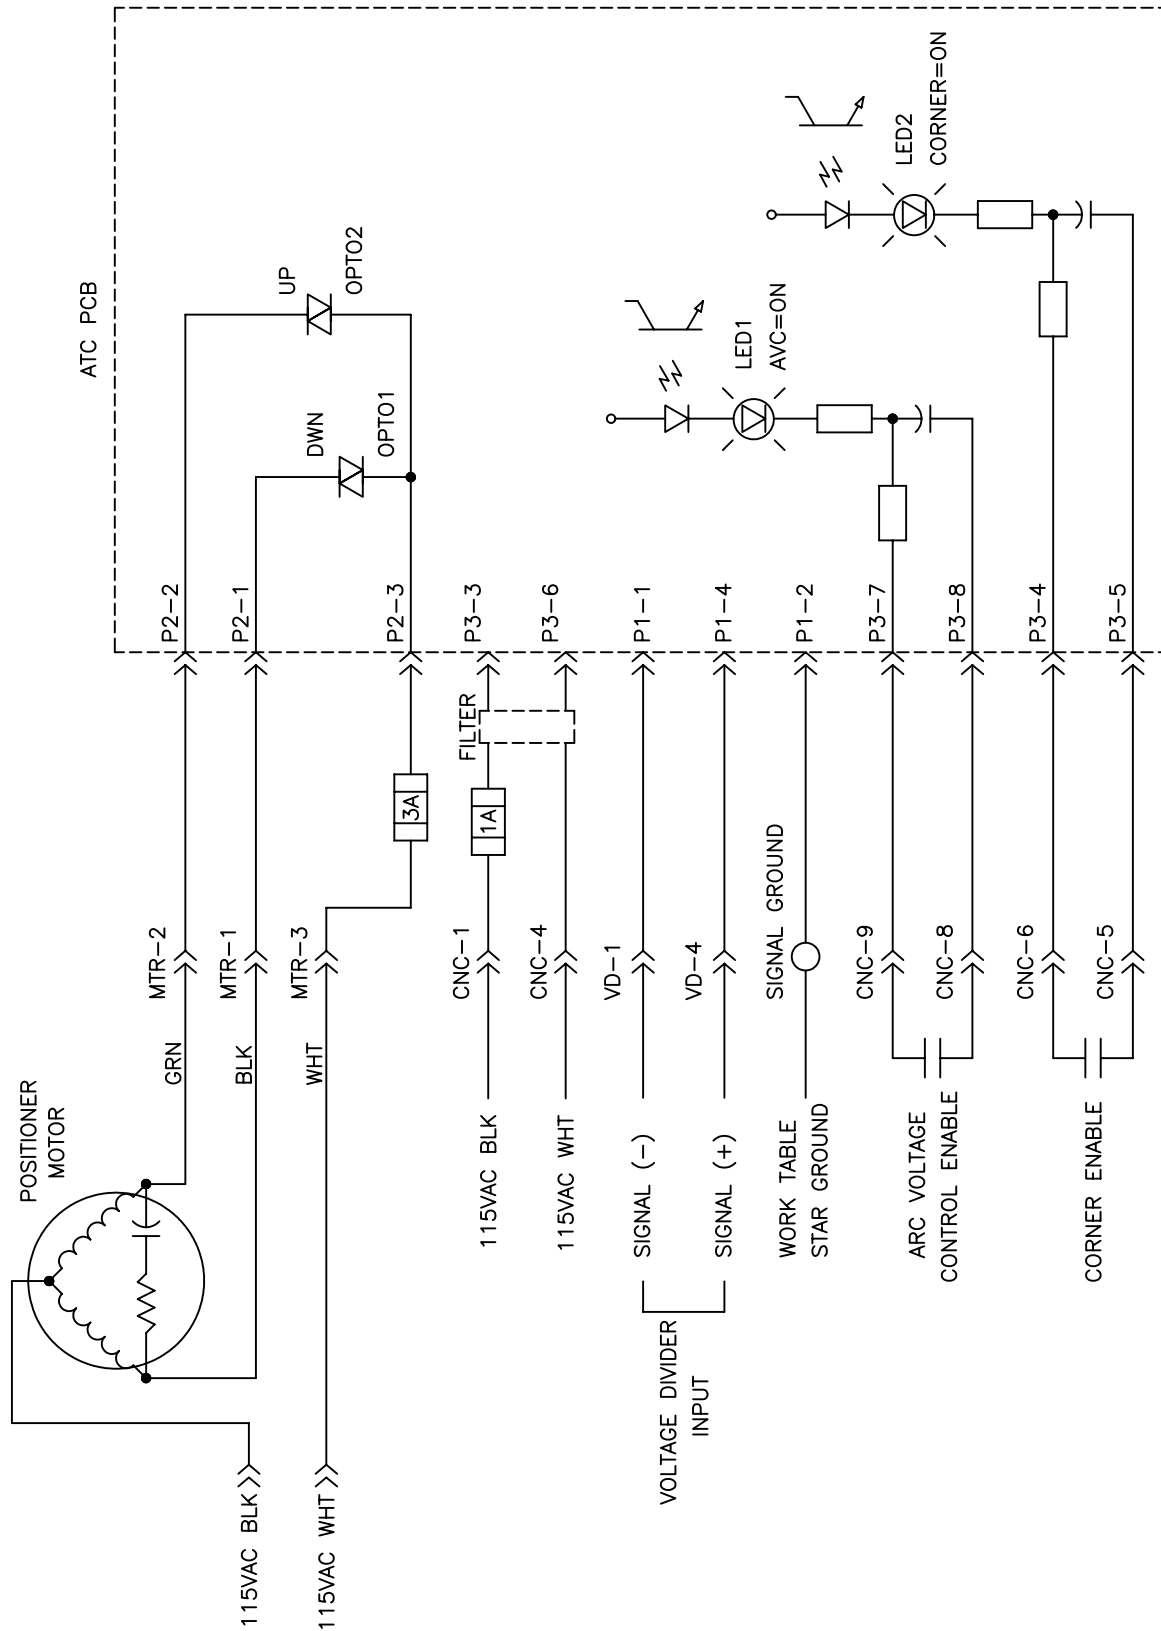 ATC PCB
POSITIONER
MOTOR
115VAC BLK
115VAC WHT
GRN
MTR-2
P2-2
UP
OPTO2
BLK
MTR-1
P2-1
DWN
OPTO1
WHT
MTR-3
3A
P2-3
115VAC BLK
CNC-1
1A
FILTER
P3-3
115VAC WHT
CNC-4
P3-6
VOLTAGE DIVIDER
INPUT
SIGNAL (-)
VD-1
P1-1
SIGNAL (+)
VD-4
P1-4
WORK TABLE
STAR GROUND
SIGNAL GROUND
P1-2
LED1
AVC=ON
ARC VOLTAGE
CONTROL ENABLE
CNC-9
P3-7
CNC-8
P3-8
LED2
CORNER=ON
CORNER ENABLE
CNC-6
P3-4
CNC-5
P3-5